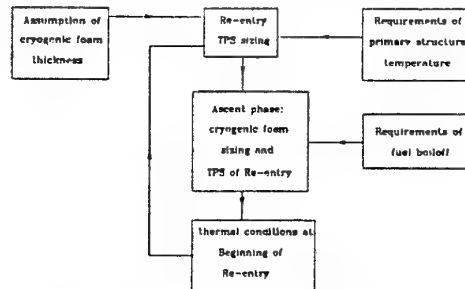 Assumption of
cryogenic foam
thickness
Re-entry
TPS sizing
Requirements of
primary structure
temperature
Ascent phase:
cryogenic foam
sizing and
TPS of Re-entry
Requirements of
fuel boiloff
thermal conditions at
Beginning of
Re-entry